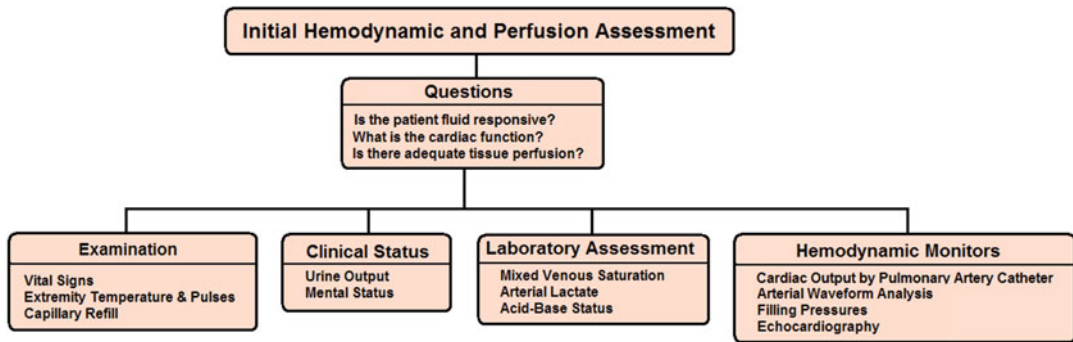 Initial Hemodynamic and Perfusion Assessment
Questions
Is the patient fluid responsive?
What is the cardiac function?
Is there adequate tissue perfusion?
Examination
Vital Signs
Extremity Temperature & Pulses
Capillary Refill
Clinical Status
Urine Output
Mental Status
Laboratory Assessment
Mixed Venous Saturation
Arterial Lactate
Acid-Base Status
Hemodynamic Monitors
Cardiac Output by Pulmonary Artery Catheter
Arterial Waveform Analysis
Filling Pressures
Echocardiography